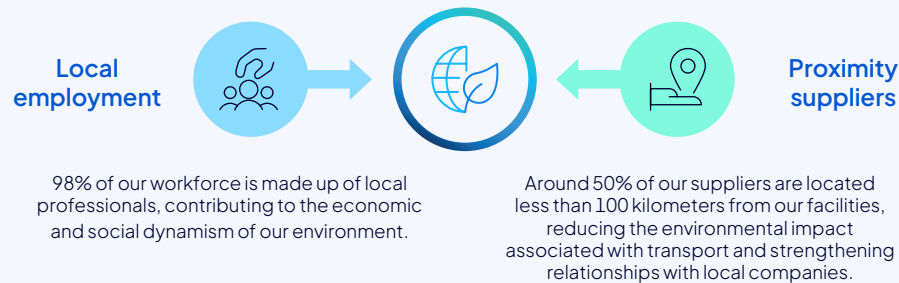 Local
employment
Proximity
suppliers
98% of our workforce is made up of local
professionals, contributing to the economic
and social dynamism of our environment.
Around 50% of our suppliers are located
less than 100 kilometers from our facilities,
reducing the environmental impact
associated with transport and strengthening
relationships with local companies.